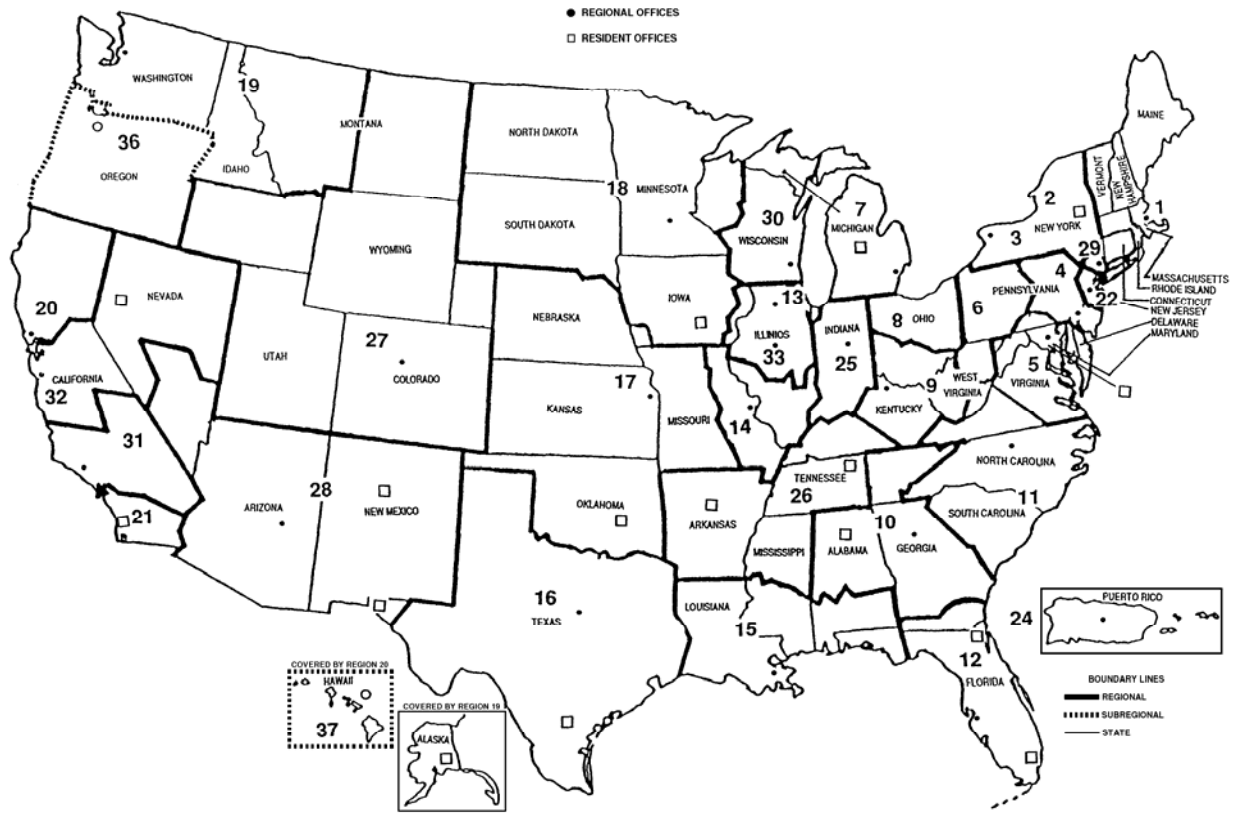 REGIONAL OFFICES
RESIDENT OFFICES
WASHINGTON
19
MONTANA
NORTH DAKOTA
MAINE
36
OREGON
IDAHO
18
MINNESOTA
SOUTH DAKOTA
WYOMING
30
WISCONSIN
7
MICHIGAN
VERMONT
NEW
HAMPSHIRE
1
2
NEW YORK
3
29
4
PENNSYLVANIA
6
22
MASSACHUSETTS
RHODE ISLAND
CONNECTICUT
NEW JERSEY
DELAWARE
MARYLAND
20
NEVADA
UTAH
27
COLORADO
NEBRASKA
IOWA
13
ILLINIOS
33
INDIANA
25
8
OHIO
CALIFORNIA
32
31
21
17
KANSAS
MISSOURI
14
9
KENTUCKY
WEST
VIRGINIA
5
VIRGINIA
ARIZONA
28
NEW MEXICO
OKLAHOMA
ARKANSAS
TENNESSEE
26
NORTH CAROLINA
11
SOUTH CAROLINA
MISSISSIPPI
ALABAMA
10
GEORGIA
16
TEXAS
LOUISIANA
15
24
PUERTO RICO
12
FLORIDA
COVERED BY REGION 20
HAWAII
37
COVERED BY REGION 19
ALASKA
BOUNDARY LINES
REGIONAL
SUBREGIONAL
STATE